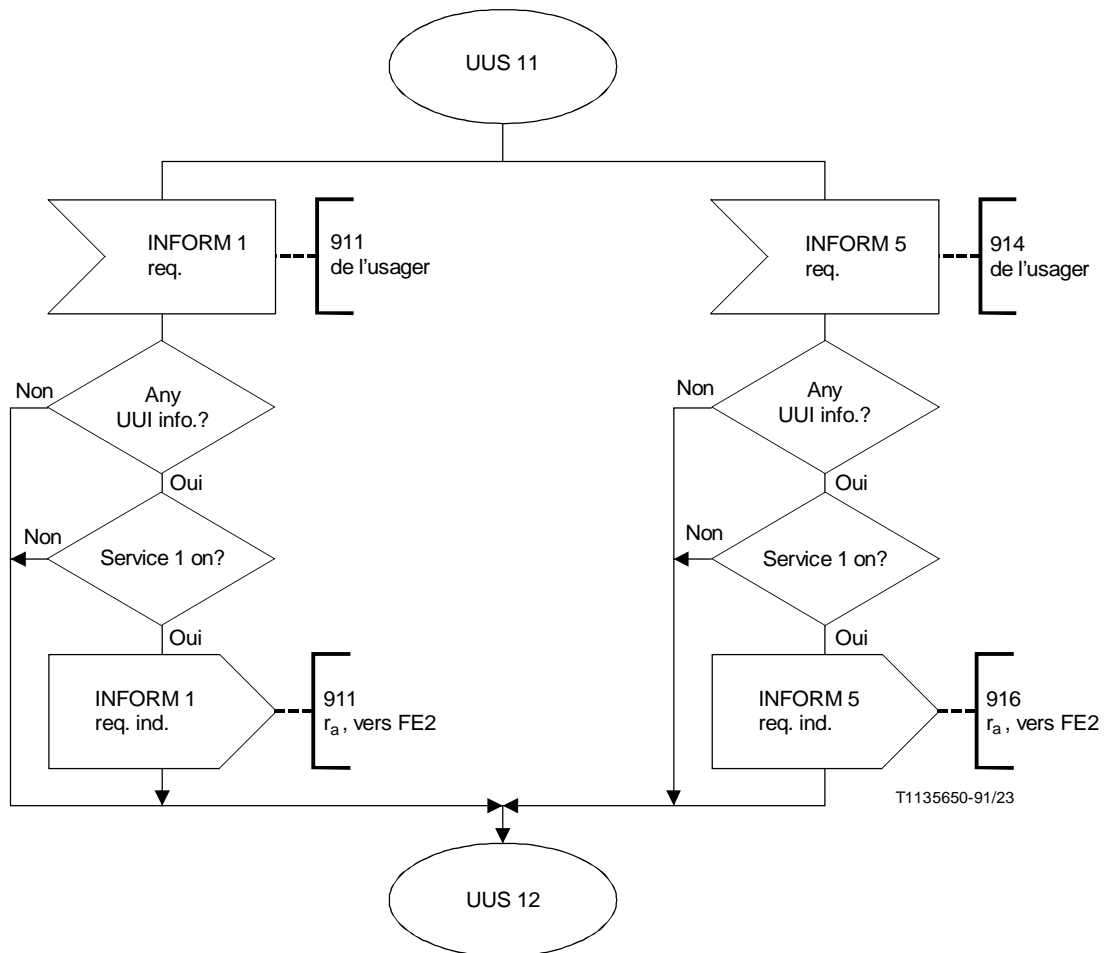 UUS 11
INFORM 1
req.
911
de l'usager
INFORM 5
req.
914
de l'usager
Non
Any
UUI info.?
Oui
Non
Any
UUI info.?
Oui
Non
Service 1 on?
Oui
Non
Service 1 on?
Oui
INFORM 1
req. ind.
911
ra , vers FE2
INFORM 5
req. ind.
916
ra , vers FE2
T1135650-91/23
UUS 12